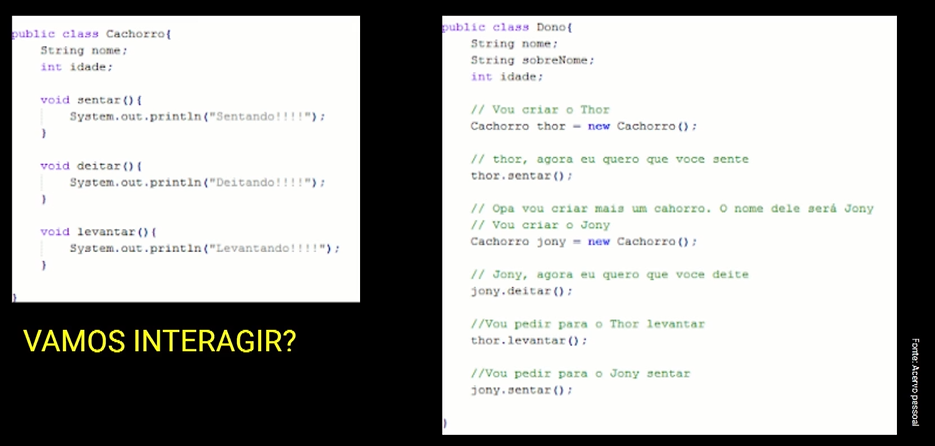 public class Cachorro{
String nome;
int idade;
void sentar(){
System.out.println("Sentando!!!!");
}
void deitar(){
System.out.println("Deitando!!!!");
}
void levantar(){
System.out.println("Levantando!!!!");
}
}
VAMOS INTERAGIR?
public class Dono{
String nome;
String sobreNome;
int idade;
// Vou criar o Thor
Cachorro thor = new Cachorro();
// thor, agora eu quero que voce sente
thor.sentar();
// Opa vou criar mais um cahorro. O nome dele será Jony
// Vou criar o Jony
Cachorro jony = new Cachorro();
// Jony, agora eu quero que voce deite
jony.deitar();
//Vou pedir para o Thor levantar
thor.levantar();
//Vou pedir para o Jony sentar
jony.sentar();
}
Fonte: Acervo pessoal